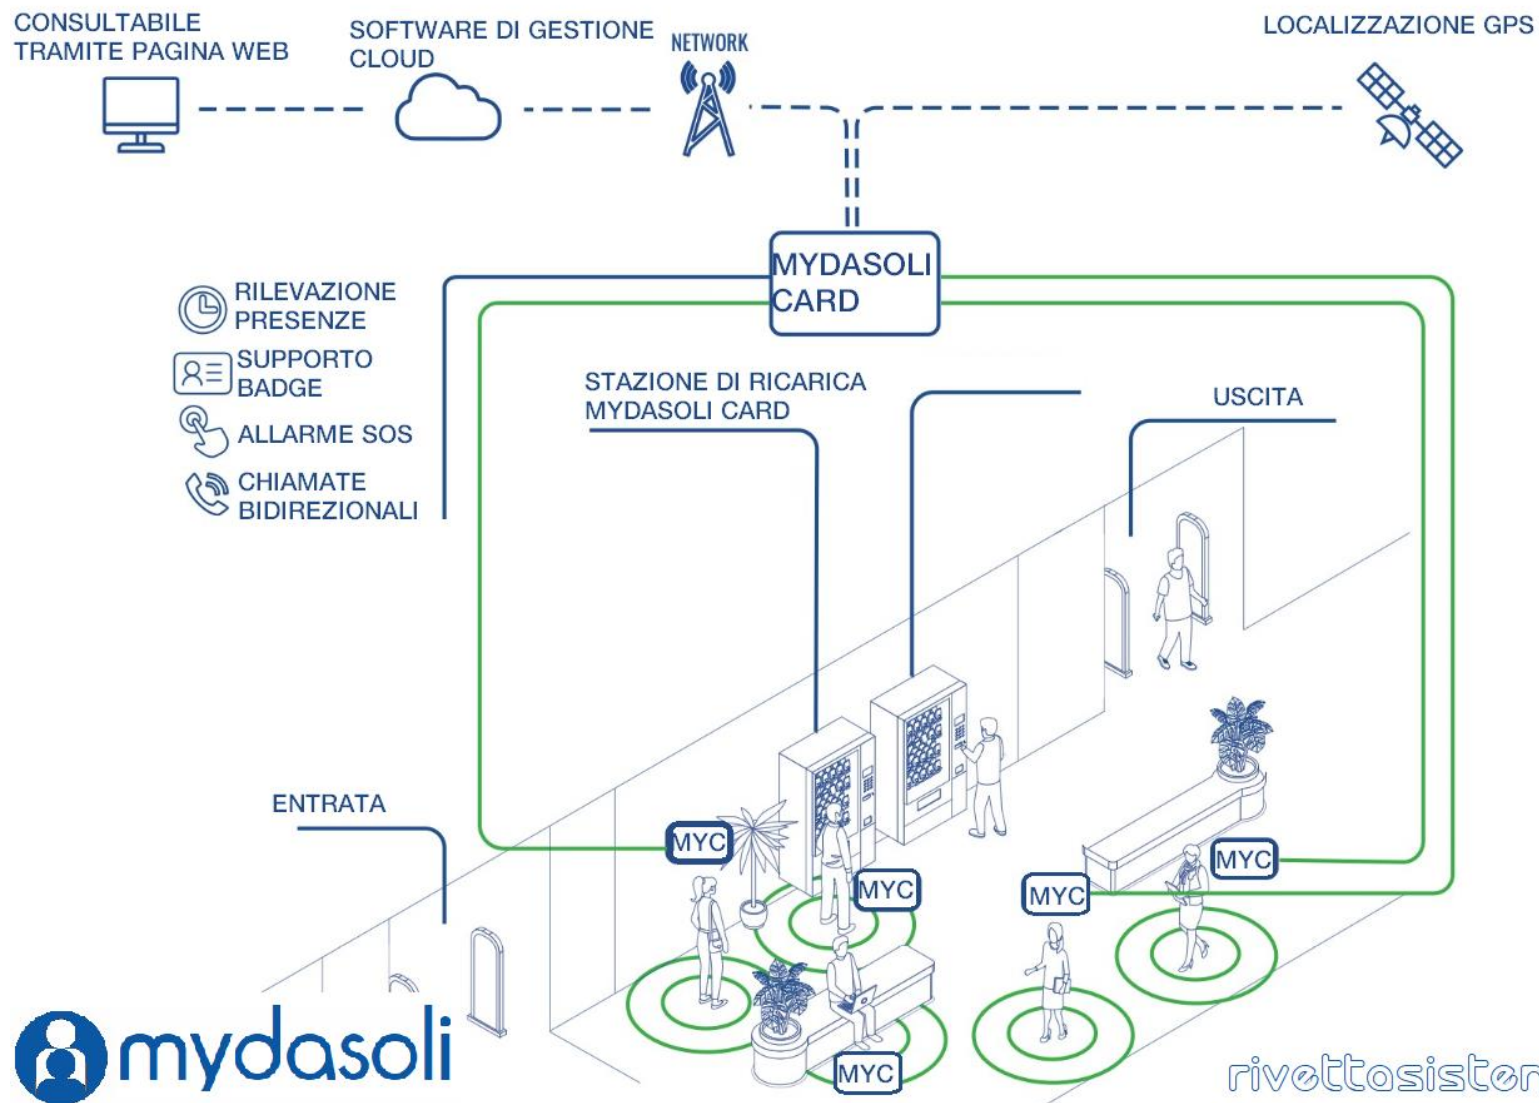 CONSULTABILE
TRAMITE PAGINA WEB
SOFTWARE DI GESTIONE
CLOUD
NETWORK
LOCALIZZAZIONE GPS
MYDASOLI
CARD
RILEVAZIONE
PRESENZE
SUPPORTO
BADGE
ALLARME SOS
CHIAMATE
BIDIREZIONALI
STAZIONE DI RICARICA
MYDASOLI CARD
USCITA
ENTRATA
MYC
MYC
MYC
MYC
MYC
mydasoli
rivettasistem